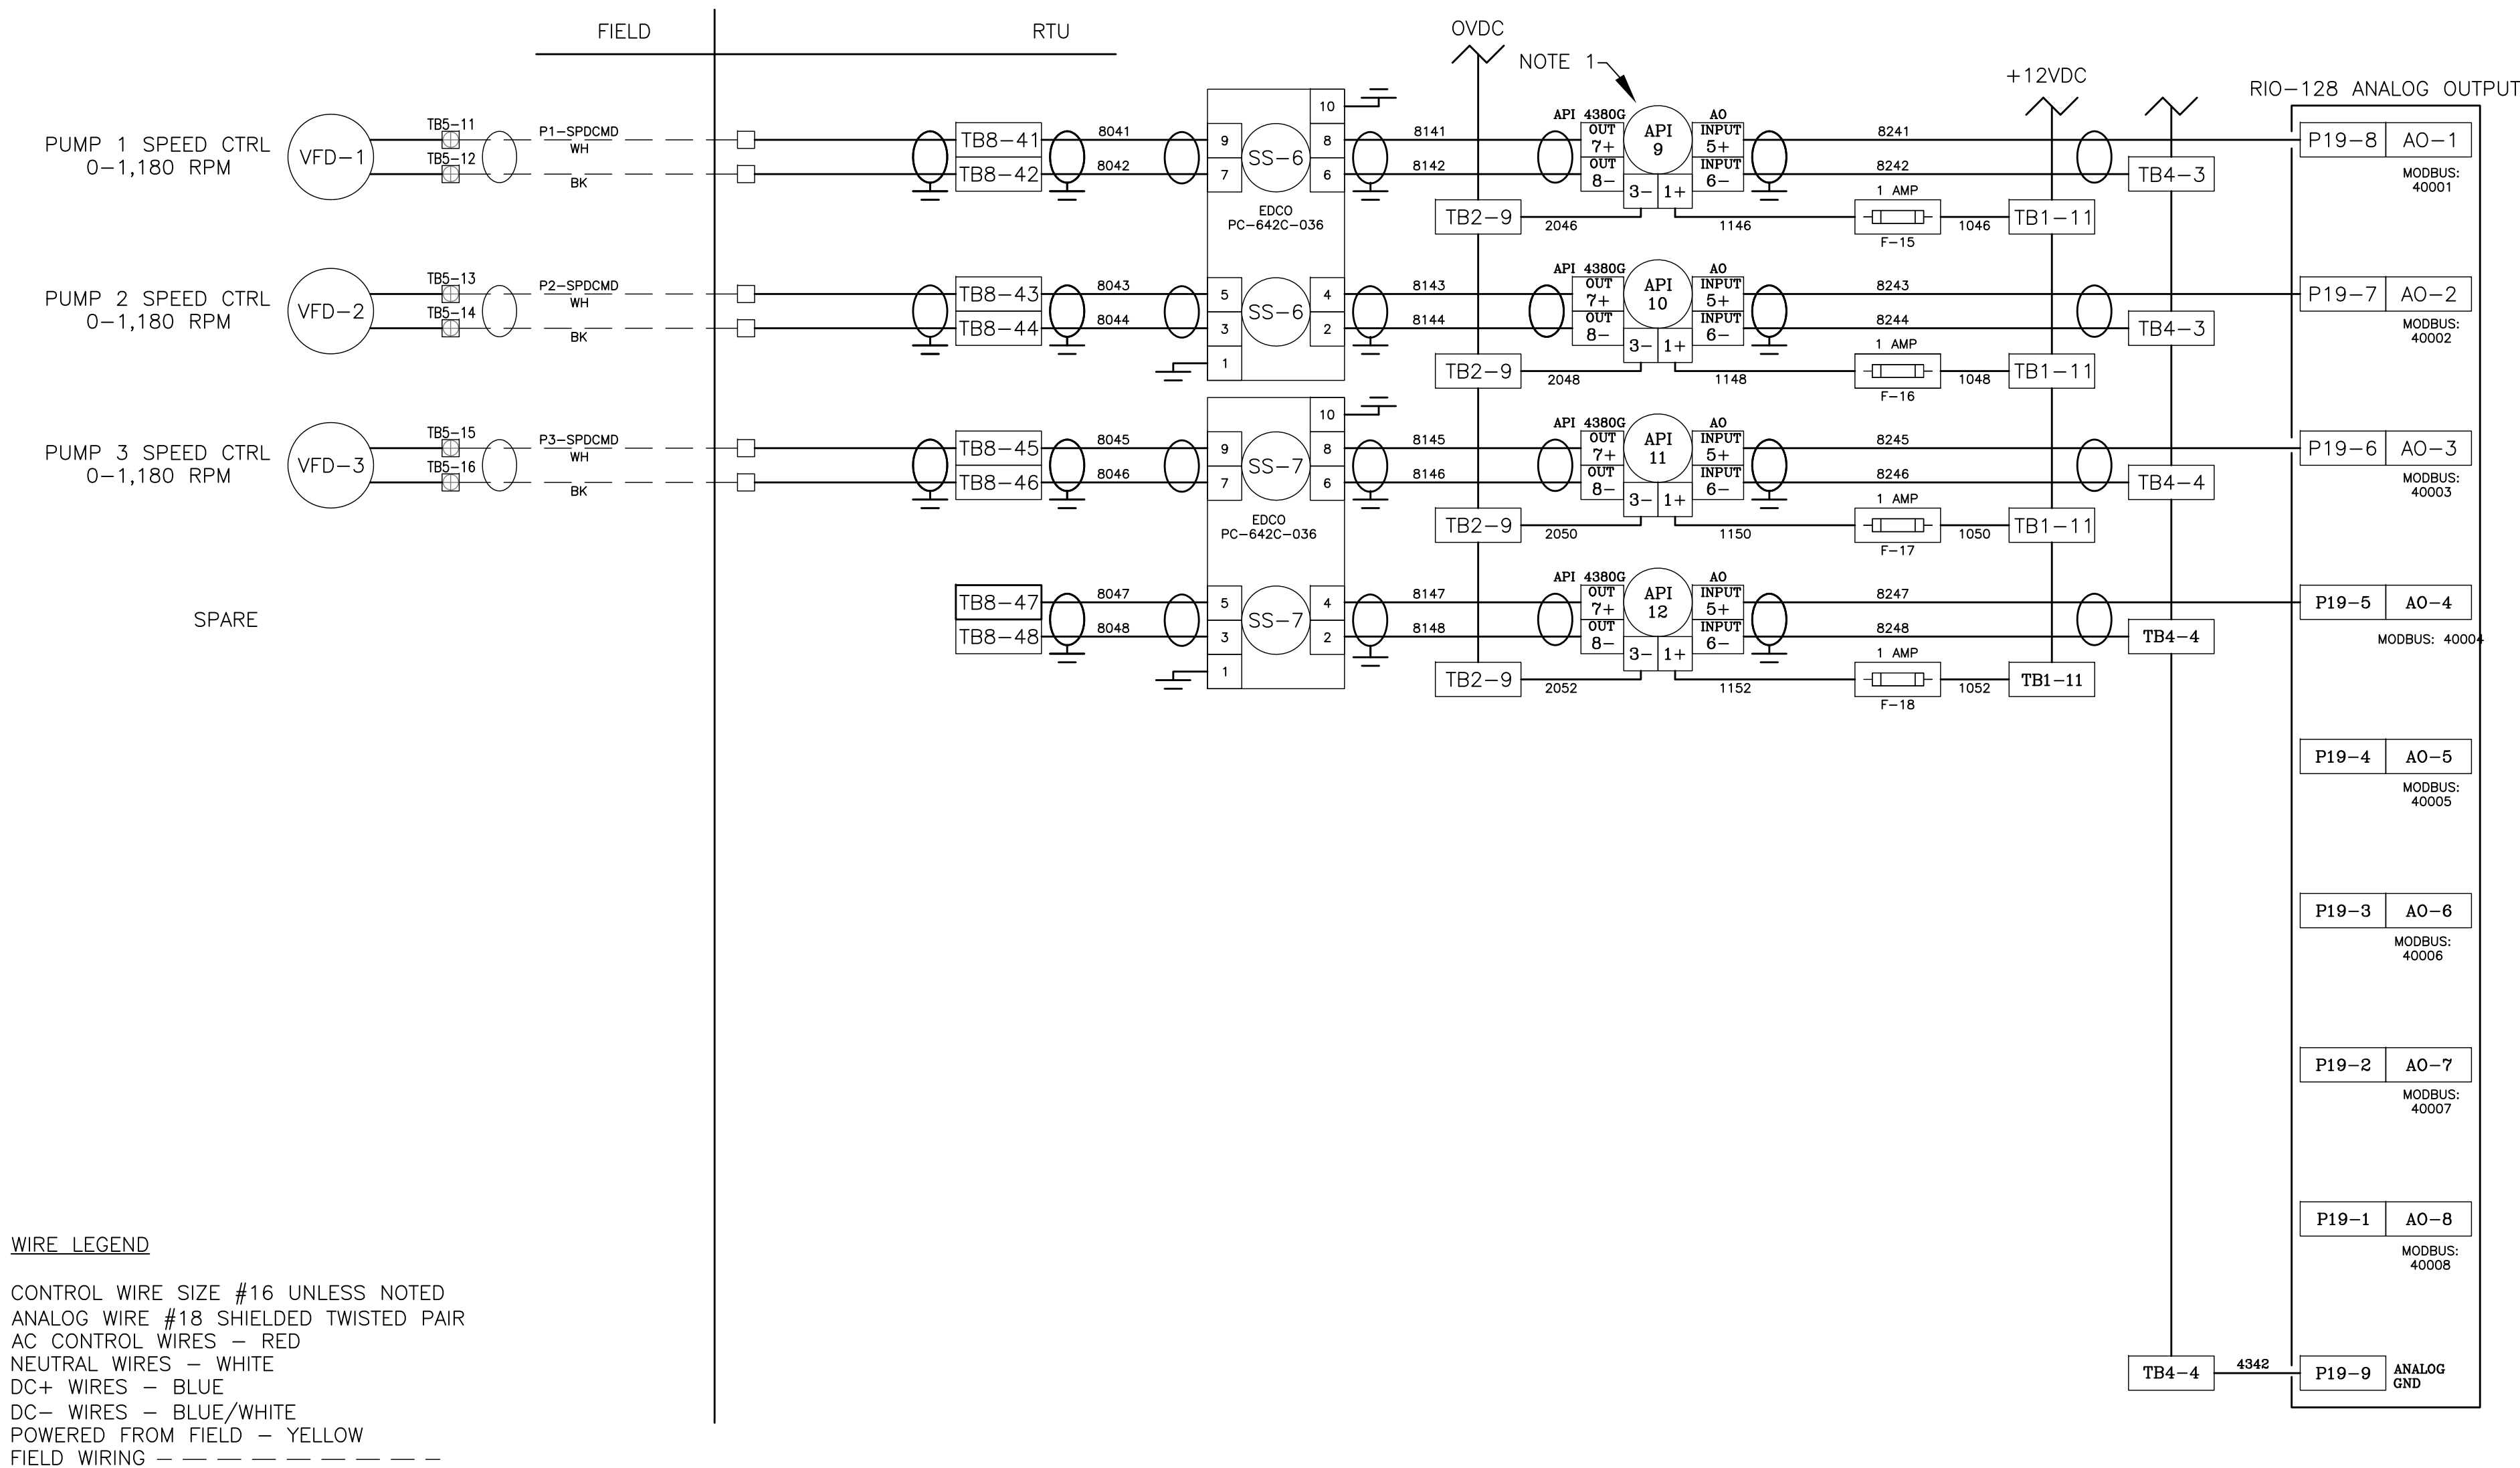 FIELD
RTU
0VDC
NOTE 1
+12VDC
RIO-128 ANALOG OUTPUT
PUMP 1 SPEED CTRL
0-1,180 RPM
VFD-1
TB5-11
TB5-12
P1-SPDCMD
WH
BK
TB8-41
TB8-42
8041
8042
10
9
7
SS-6
8
6
EDCO
PC-642C-036
8141
8142
API 4380G
OUT
7+
OUT
8-
API
9
AO
INPUT
5+
INPUT
6-
3-
1+
8241
8242
TB4-3
P19-8
AO-1
MODBUS:
40001
TB2-9
2046
1146
1 AMP
F-15
1046
TB1-11
PUMP 2 SPEED CTRL
0-1,180 RPM
VFD-2
TB5-13
TB5-14
P2-SPDCMD
WH
BK
TB8-43
TB8-44
8043
8044
5
3
1
SS-6
4
2
8143
8144
API 4380G
OUT
7+
OUT
8-
API
10
AO
INPUT
5+
INPUT
6-
3-
1+
8243
8244
TB4-3
P19-7
AO-2
MODBUS:
40002
TB2-9
2048
1148
1 AMP
F-16
1048
TB1-11
PUMP 3 SPEED CTRL
0-1,180 RPM
VFD-3
TB5-15
TB5-16
P3-SPDCMD
WH
BK
TB8-45
TB8-46
8045
8046
10
9
7
SS-7
8
6
EDCO
PC-642C-036
8145
8146
API 4380G
OUT
7+
OUT
8-
API
11
AO
INPUT
5+
INPUT
6-
3-
1+
8245
8246
TB4-4
P19-6
AO-3
MODBUS:
40003
TB2-9
2050
1150
1 AMP
F-17
1050
TB1-11
SPARE
TB8-47
TB8-48
8047
8048
5
3
1
SS-7
4
2
8147
8148
API 4380G
OUT
7+
OUT
8-
API
12
AO
INPUT
5+
INPUT
6-
3-
1+
8247
8248
TB4-4
P19-5
AO-4
MODBUS: 40004
TB2-9
2052
1152
1 AMP
F-18
1052
TB1-11
P19-4
AO-5
MODBUS:
40005
P19-3
AO-6
MODBUS:
40006
P19-2
AO-7
MODBUS:
40007
P19-1
AO-8
MODBUS:
40008
TB4-4
4342
P19-9
ANALOG
GND
WIRE LEGEND
CONTROL WIRE SIZE #16 UNLESS NOTED
ANALOG WIRE #18 SHIELDED TWISTED PAIR
AC CONTROL WIRES - RED
NEUTRAL WIRES - WHITE
DC+ WIRES - BLUE
DC- WIRES - BLUE/WHITE
POWERED FROM FIELD - YELLOW
FIELD WIRING